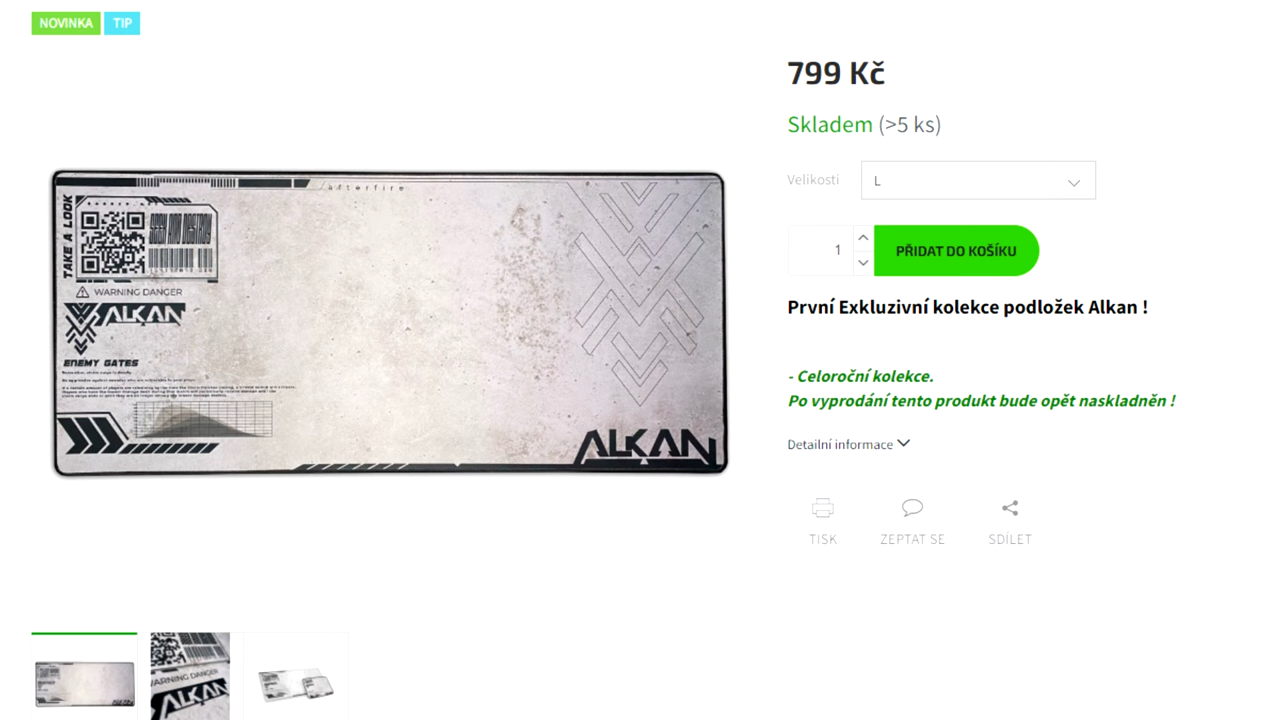 NOVINKA TIP
799 Kč
Skladem (>5 ks)
Velikosti L
1 PŘIDAT DO KOŠÍKU
První Exkluzivní kolekce podložek Alkan !
- Celoroční kolekce.
Po vyprodání tento produkt bude opět naskladněn !
Detailní informace
TISK ZEPTAT SE SDÍLET
afterfire
TAKE A LOOK
WARNING DANGER
ALKAN
ENEMY GATES
ALKAN
WARNING DANGER
ALKAN